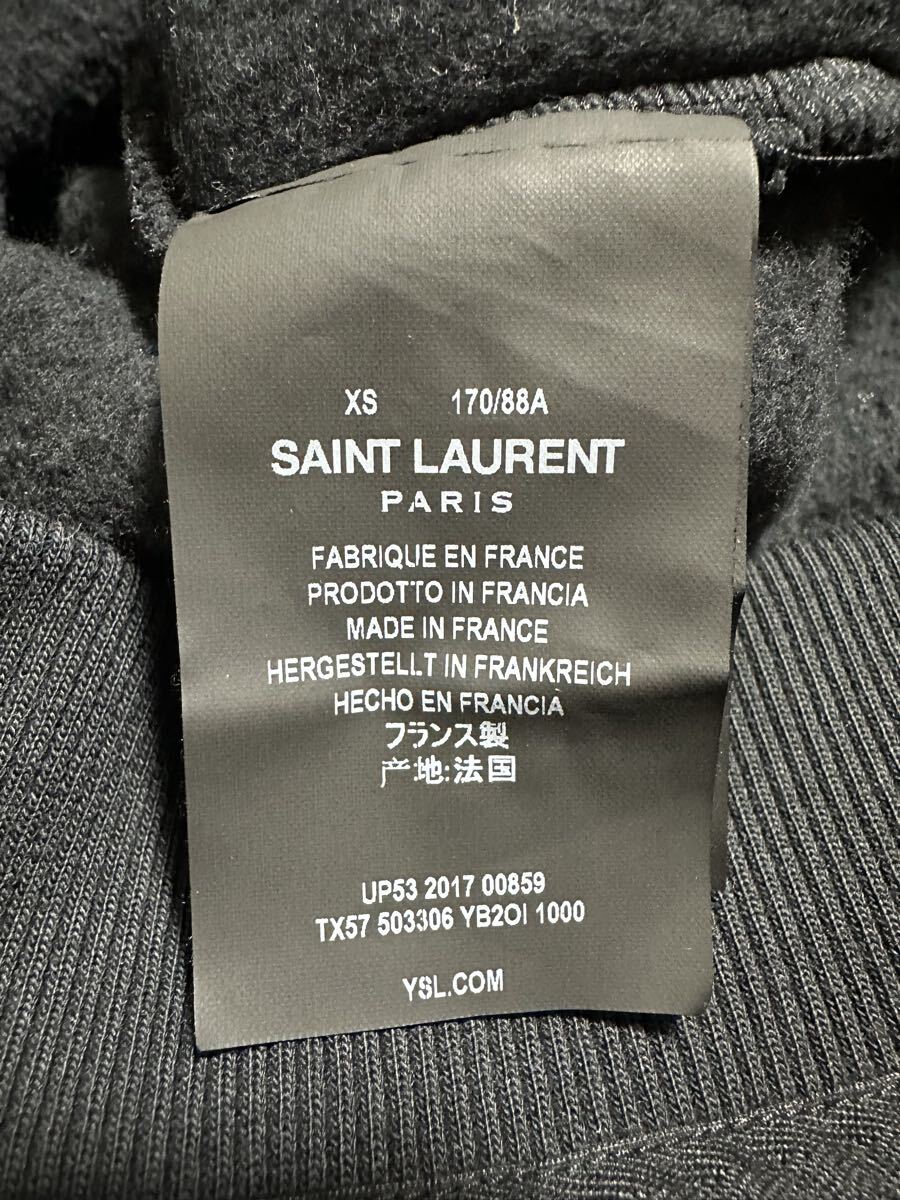 XS 170/88A
SAINT LAURENT
PARIS
FABRIQUE EN FRANCE
PRODOTTO IN FRANCIA
MADE IN FRANCE
HERGESTELLT IN FRANKREICH
HECHO EN FRANCIA
フランス製
产地:法国
UP53 2017 00859
TX57 503306 YB2OI 1000
YSL.COM